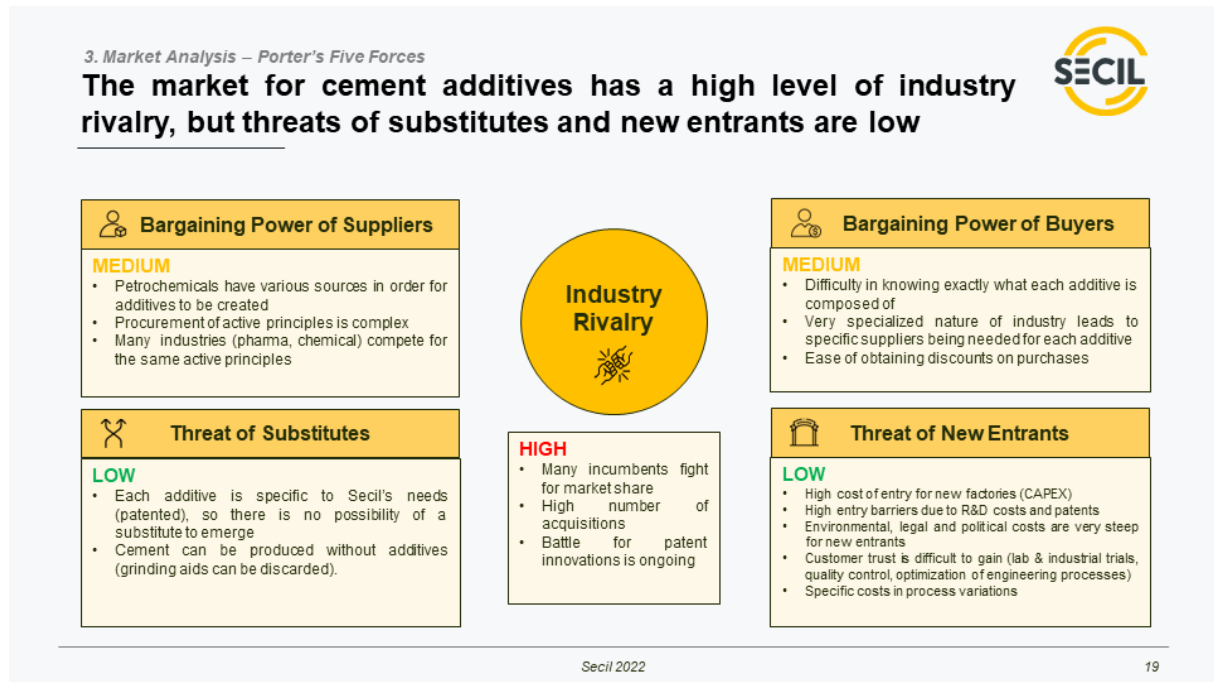 3. Market Analysis – Porter's Five Forces
The market for cement additives has a high level of industry
rivalry, but threats of substitutes and new entrants are low
SECIL
Bargaining Power of Suppliers
MEDIUM
• Petrochemicals have various sources in order for
additives to be created
• Procurement of active principles is complex
• Many industries (pharma, chemical) compete for
the same active principles
Threat of Substitutes
LOW
• Each additive is specific to Secil's needs
(patented), so there is no possibility of a
substitute to emerge
• Cement can be produced without additives
(grinding aids can be discarded).
Industry
Rivalry
HIGH
• Many incumbents fight
for market share
• High number of
acquisitions
• Battle for patent
innovations is ongoing
Bargaining Power of Buyers
MEDIUM
• Difficulty in knowing exactly what each additive is
composed of
• Very specialized nature of industry leads to
specific suppliers being needed for each additive
• Ease of obtaining discounts on purchases
Threat of New Entrants
LOW
• High cost of entry for new factories (CAPEX)
• High entry barriers due to R&D costs and patents
• Environmental, legal and political costs are very steep
for new entrants
• Customer trust is difficult to gain (lab & industrial trials,
quality control, optimization of engineering processes)
• Specific costs in process variations
Secil 2022
19